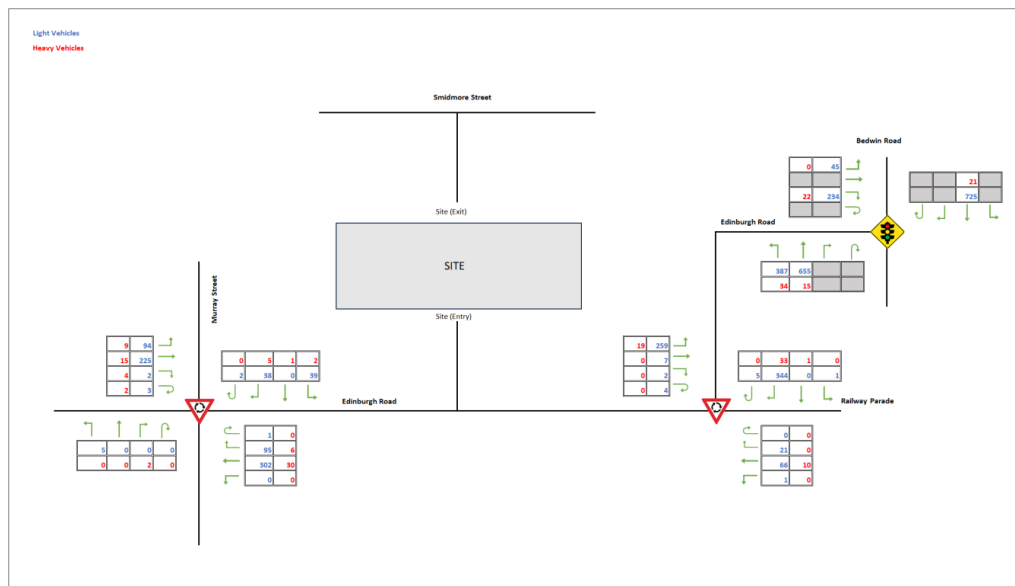 Light Vehicles
Heavy Vehicles
Smidmore Street
Bedwin Road
0 45
21
22 234
725
Site (Exit)
Edinburgh Road
SITE
387 655
34 15
Murray Street
Site (Entry)
9 94
15 225
4 2
2 3
0 5 1 2
2 38 0 39
19 259
0 7
0 2
0 4
0 33 1 0
5 344 0 1
Edinburgh Road
Railway Parade
5 0 0 0
0 0 2 0
1 0
95 6
302 30
0 0
0 0
21 0
66 10
1 0